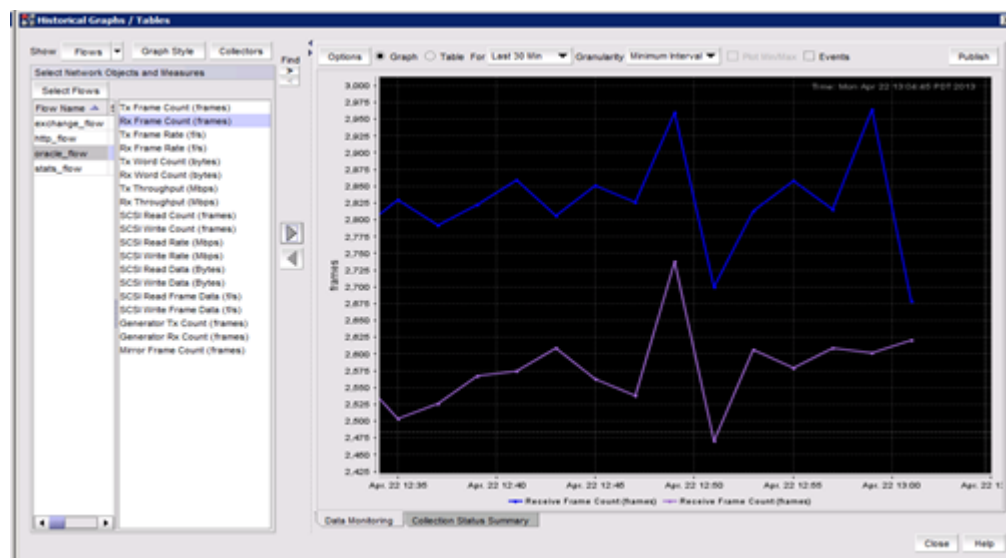 Historical Graphs / Tables
Show Flows Graph Style Collectors Find
Options Graph Table For Last 30 Min Granularity Minimum Interval Plot Min/Max Events Publish
Select Network Objects and Measures
Select Flows
Flow Name
exchange_flow
http_flow
oracle_flow
stats_flow
Tx Frame Count (frames)
Rx Frame Count (frames)
Tx Frame Rate (f/s)
Rx Frame Rate (f/s)
Tx Word Count (bytes)
Rx Word Count (bytes)
Tx Throughput (Mbps)
Rx Throughput (Mbps)
SCSI Read Count (frames)
SCSI Write Count (frames)
SCSI Read Rate (Mbps)
SCSI Write Rate (Mbps)
SCSI Read Data (Bytes)
SCSI Write Data (Bytes)
SCSI Read Frame Data (f/s)
SCSI Write Frame Data (f/s)
Generator Tx Count (frames)
Generator Rx Count (frames)
Mirror Frame Count (frames)
Time: Mon Apr 22 13:04:45 PDT 2013
3,000
2,975
2,950
2,925
2,900
2,875
2,850
2,825
2,800
2,775
2,750
2,725
2,700
2,675
2,650
2,625
2,600
2,575
2,550
2,525
2,500
2,475
2,450
2,425
frames
Apr. 22 12:35 Apr. 22 12:40 Apr. 22 12:45 Apr. 22 12:50 Apr. 22 12:55 Apr. 22 13:00 Apr. 22 1
Receive Frame Count(frames) Receive Frame Count(frames)
Data Monitoring Collection Status Summary
Close Help